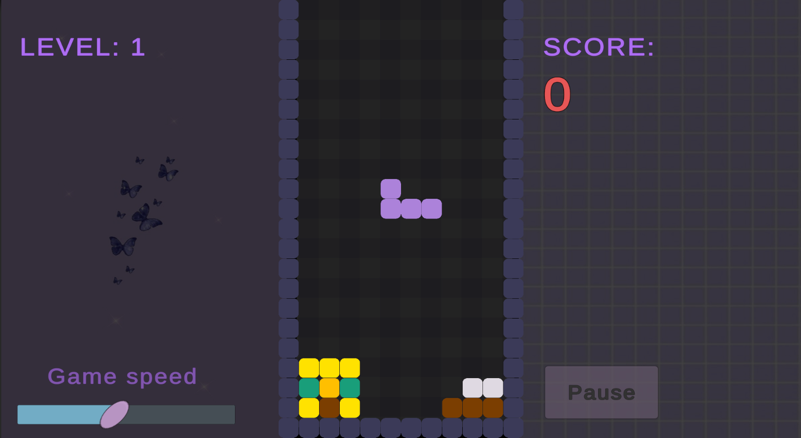 LEVEL: 1
SCORE:
0
Game speed
Pause